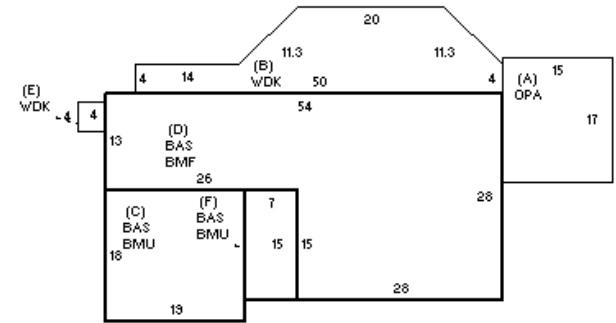 20
11.3
11.3
(B)
WDK
4
14
50
4
15
(A)
OPA
17
(E)
WDK
4
4
54
13
(D)
BAS
BMF
26
28
(C)
BAS
BMU
(F)
BAS
BMU
7
15
15
18
28
19